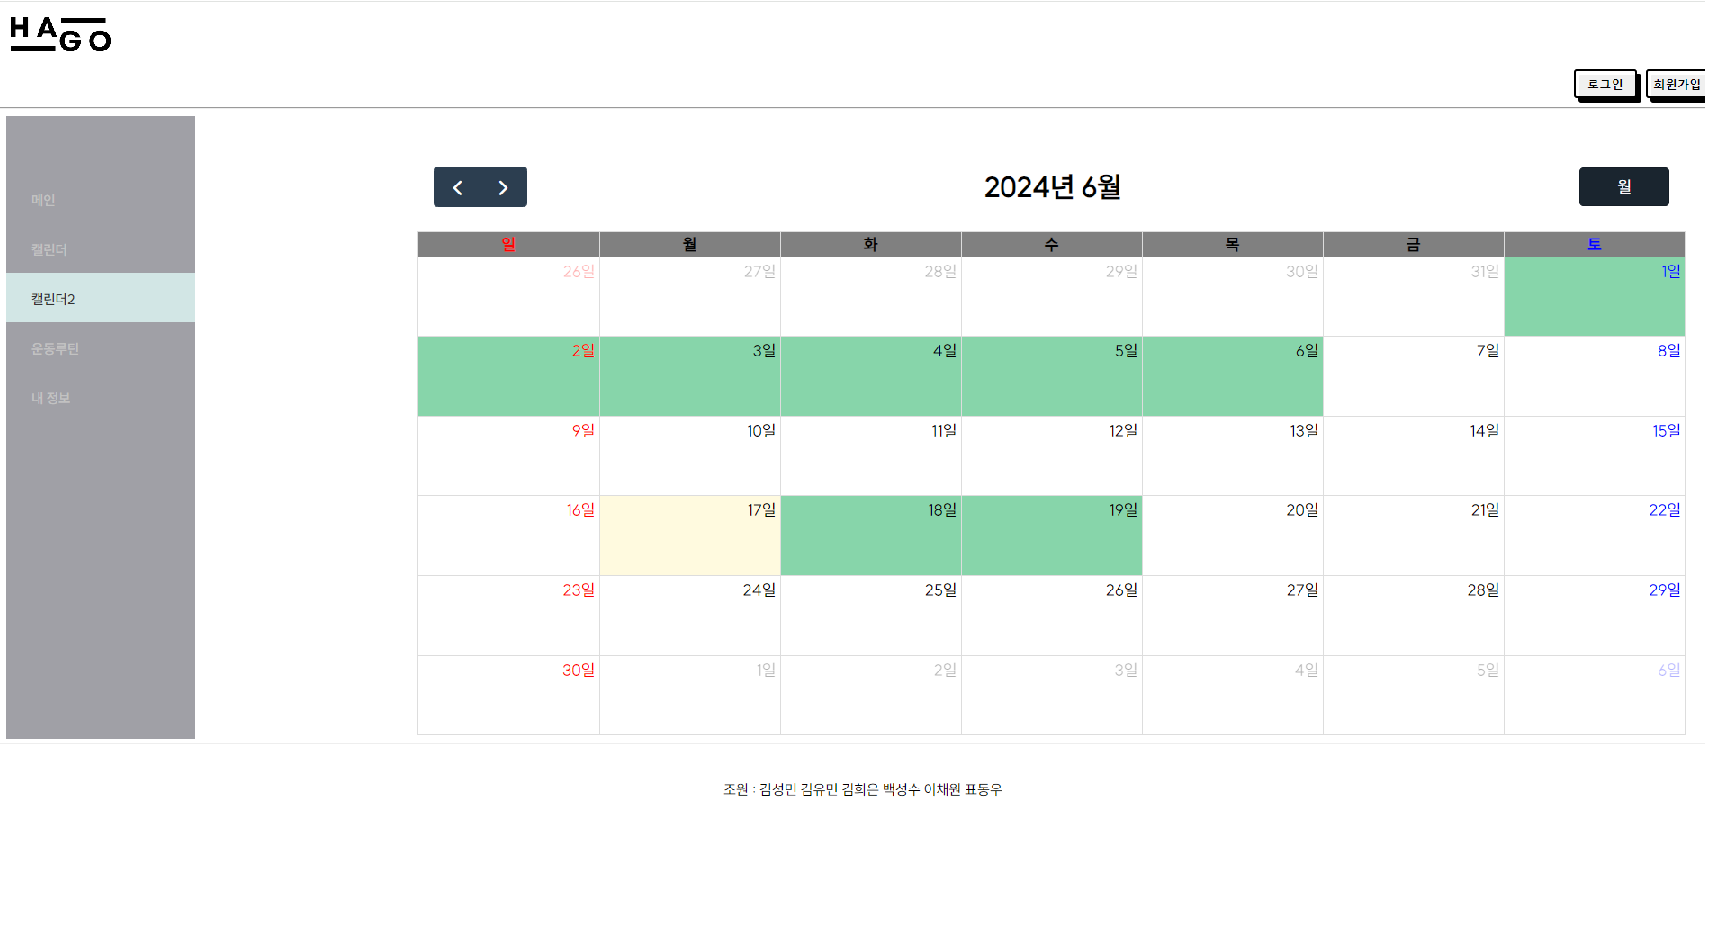 HAGO
로그인 회원가입
메인
캘린더
캘린더2
운동루틴
내 정보
2024년 6월
월
일 월 화 수 목 금 토
26일 27일 28일 29일 30일 31일 1일
2일 3일 4일 5일 6일 7일 8일
9일 10일 11일 12일 13일 14일 15일
16일 17일 18일 19일 20일 21일 22일
23일 24일 25일 26일 27일 28일 29일
30일 1일 2일 3일 4일 5일 6일
조원 : 김성민 김유민 김희은 백성수 이채원 표동우